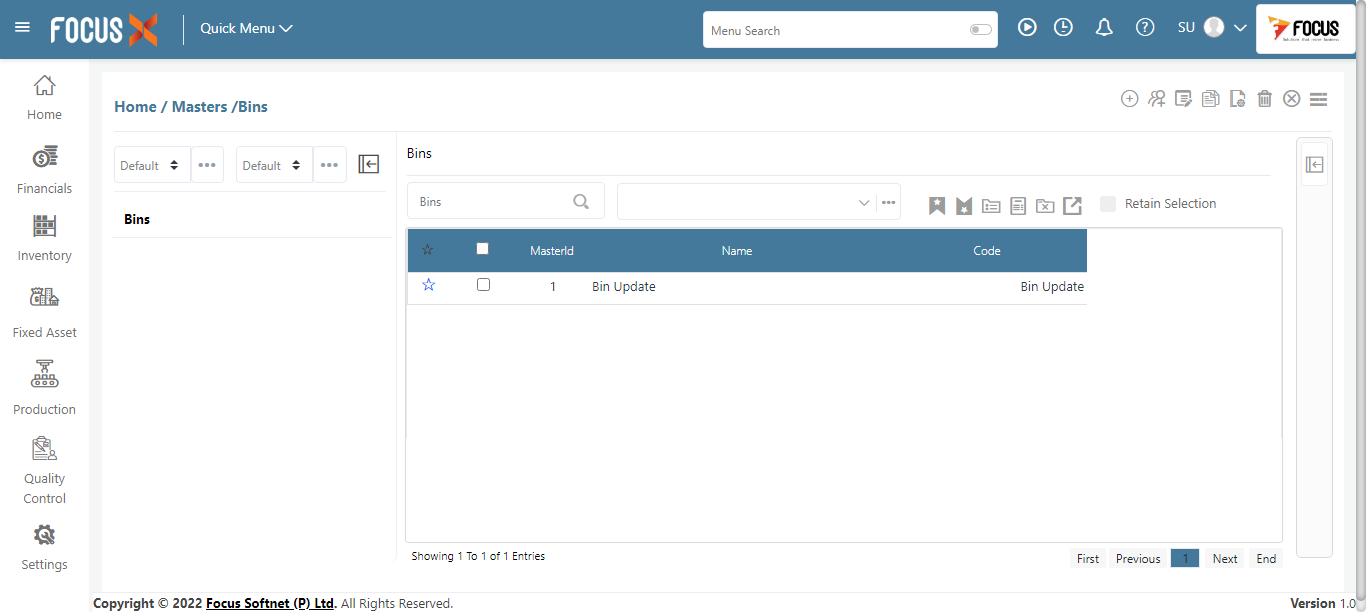 FOCUS X
Quick Menu
Menu Search
SU
FOCUS
Home
Financials
Inventory
Fixed Asset
Production
Quality
Control
Settings
Home / Masters /Bins
Default
Default
Bins
Bins
Bins
Retain Selection
MasterId Name Code
1 Bin Update Bin Update
Showing 1 To 1 of 1 Entries
First Previous 1 Next End
Copyright © 2022 Focus Softnet (P) Ltd. All Rights Reserved.
Version 1.0